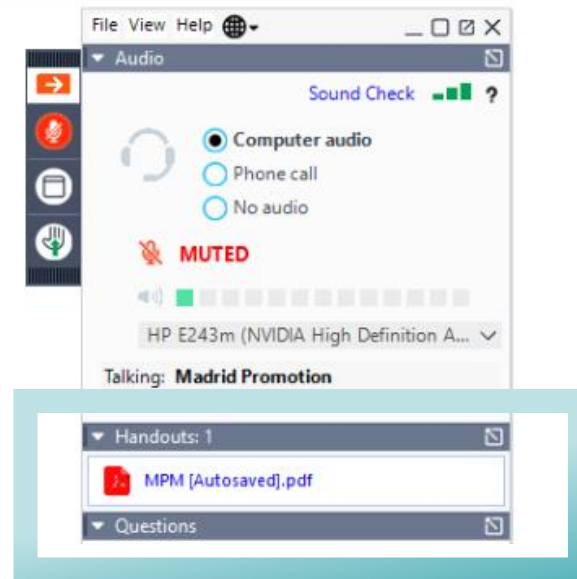 File View Help
Audio
Sound Check ?
Computer audio
Phone call
No audio
MUTED
HP E243m (NVIDIA High Definition A...
Talking: Madrid Promotion
Handouts: 1
MPM [Autosaved].pdf
Questions